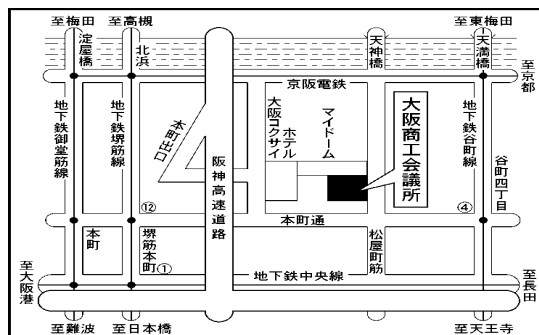 至梅田
至高槻
至東梅田
淀屋橋
北浜
天神橋
天満橋
至京都
京阪電鉄
地下鉄御堂筋線
地下鉄堺筋線
本町出口
阪神高速道路
大阪コクサイ
ホテル
マイドーム
大阪商工会議所
地下鉄谷町線
谷町四丁目
⑫
④
本町通
本町
堺筋本町
①
松屋町筋
至大阪港
地下鉄中央線
至長田
至難波
至日本橋
至天王寺